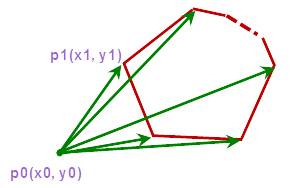 p1(x1, y1)
p0(x0, y0)